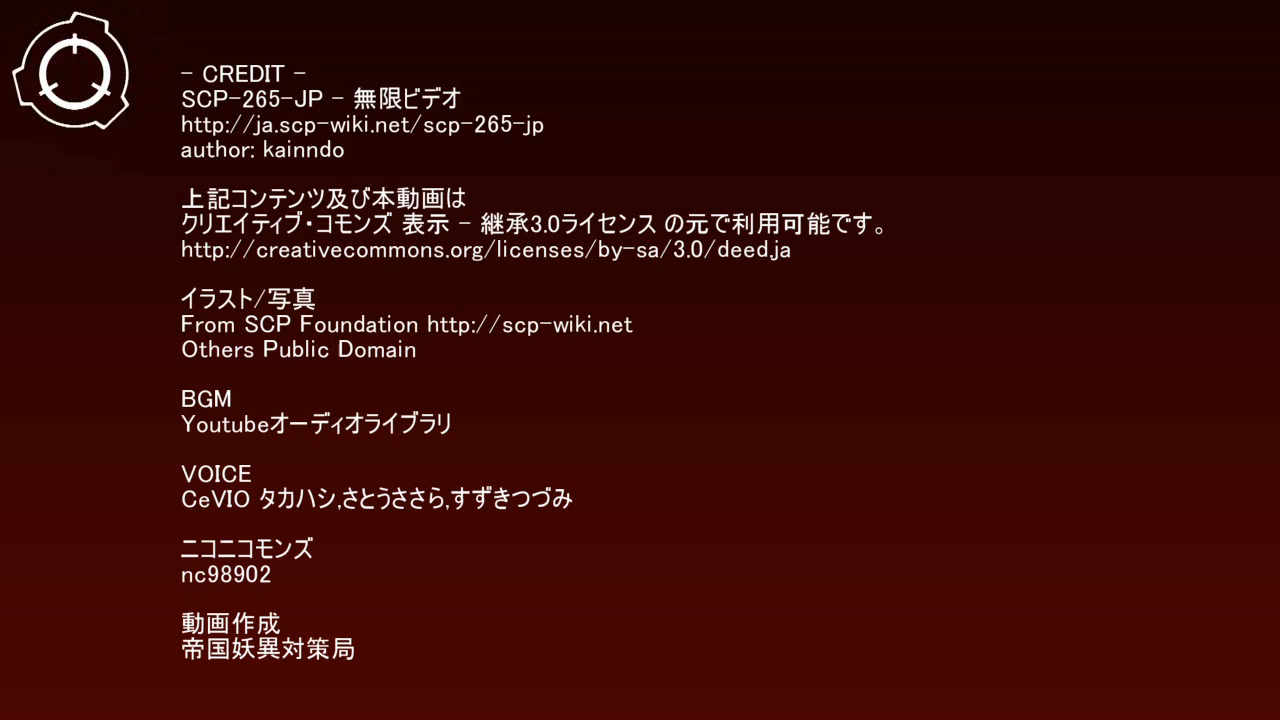 - CREDIT -
SCP-265-JP - 無限ビデオ
http://ja.scp-wiki.net/scp-265-jp
author: kainndo
上記コンテンツ及び本動画は
クリエイティブ・コモンズ 表示 - 継承3.0ライセンス の元で利用可能です。
http://creativecommons.org/licenses/by-sa/3.0/deed.ja
イラスト/写真
From SCP Foundation http://scp-wiki.net
Others Public Domain
BGM
Youtubeオーディオライブラリ
VOICE
CeVIO タカハシ,さとうささら,すずきつづみ
ニコニコモンズ
nc98902
動画作成
帝国妖異対策局